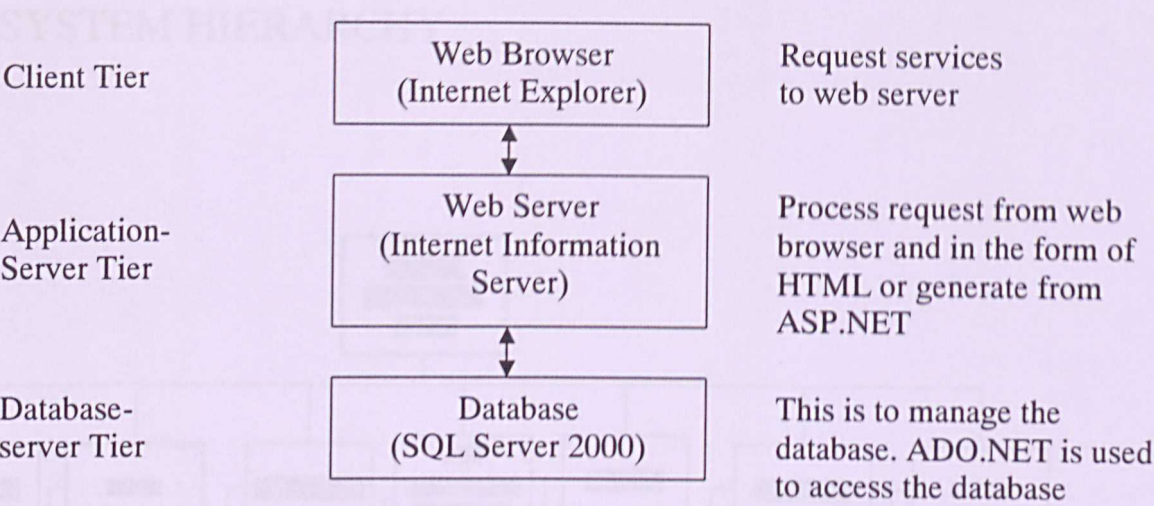 SYSTEM HIERARCHY
Client Tier
Web Browser
(Internet Explorer)
Request services
to web server
Application-
Server Tier
Web Server
(Internet Information
Server)
Process request from web
browser and in the form of
HTML or generate from
ASP.NET
Database-
server Tier
Database
(SQL Server 2000)
This is to manage the
database. ADO.NET is used
to access the database